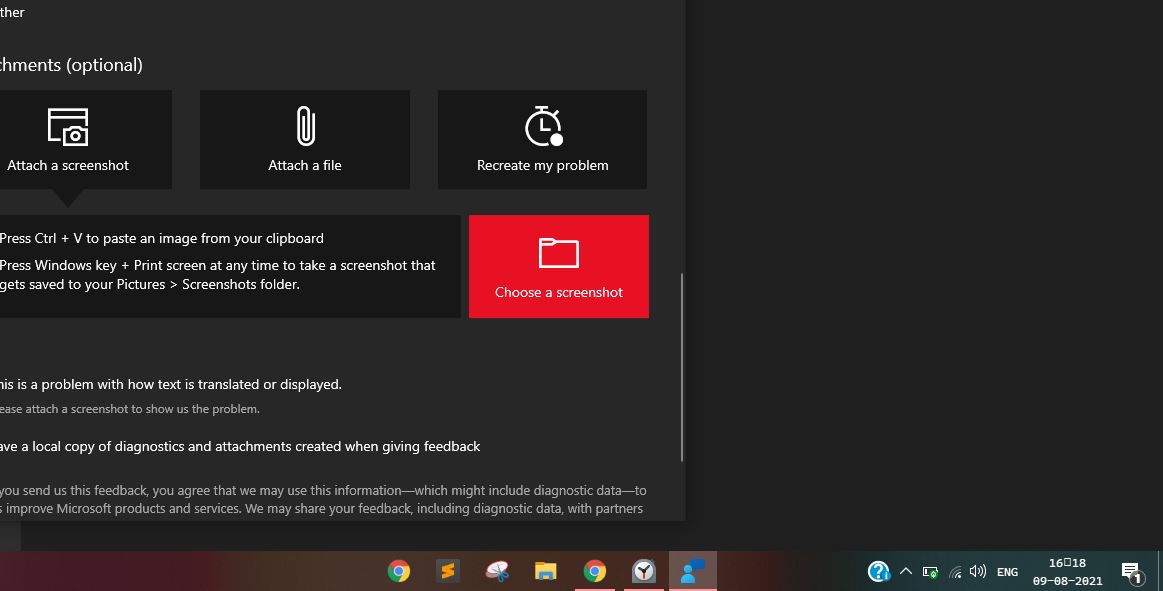 ther
chments (optional)
Attach a screenshot
Attach a file
Recreate my problem
Press Ctrl + V to paste an image from your clipboard
Press Windows key + Print screen at any time to take a screenshot that
gets saved to your Pictures > Screenshots folder.
Choose a screenshot
his is a problem with how text is translated or displayed.
ease attach a screenshot to show us the problem.
ave a local copy of diagnostics and attachments created when giving feedback
you send us this feedback, you agree that we may use this information—which might include diagnostic data—to
s improve Microsoft products and services. We may share your feedback, including diagnostic data, with partners
ENG
16□18
09-08-2021
1